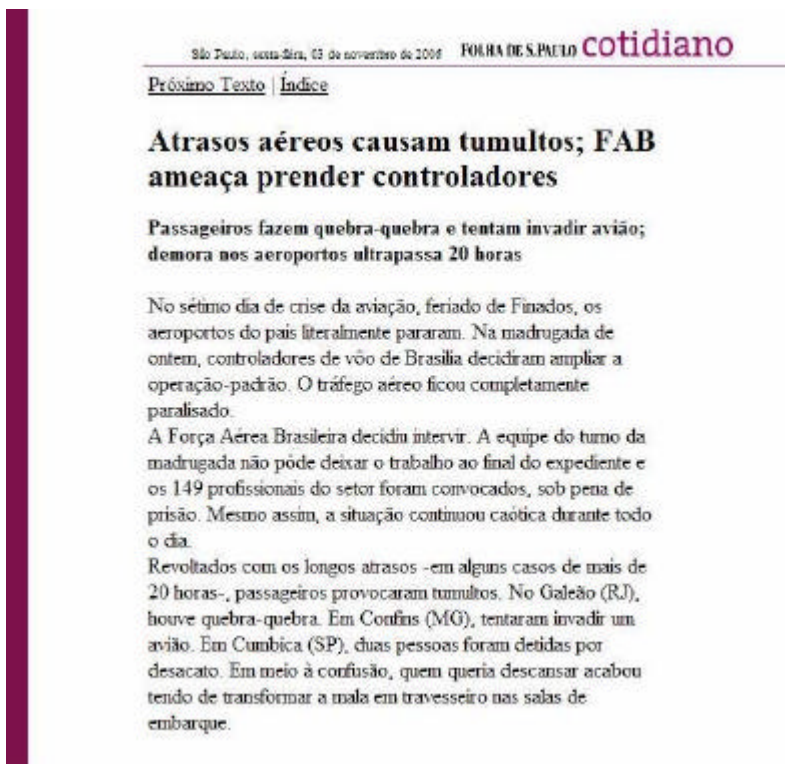 São Paulo, sexta-feira, 03 de novembro de 2006 FOLHA DE S.PAULO cotidiano
Próximo Texto | Índice
Atrasos aéreos causam tumultos; FAB
ameaça prender controladores
Passageiros fazem quebra-quebra e tentam invadir avião;
demora nos aeroportos ultrapassa 20 horas
No sétimo dia de crise da aviação, feriado de Finados, os
aeroportos do país literalmente pararam. Na madrugada de
ontem, controladores de vôo de Brasília decidiram ampliar a
operação-padrão. O tráfego aéreo ficou completamente
paralisado.
A Força Aérea Brasileira decidiu intervir. A equipe do turno da
madrugada não pôde deixar o trabalho ao final do expediente e
os 149 profissionais do setor foram convocados, sob pena de
prisão. Mesmo assim, a situação continuou caótica durante todo
o dia.
Revoltados com os longos atrasos -em alguns casos de mais de
20 horas-, passageiros provocaram tumultos. No Galeão (RJ),
houve quebra-quebra. Em Confins (MG), tentaram invadir um
avião. Em Cumbica (SP), duas pessoas foram detidas por
desacato. Em meio à confusão, quem queria descansar acabou
tendo de transformar a mala em travesseiro nas salas de
embarque.